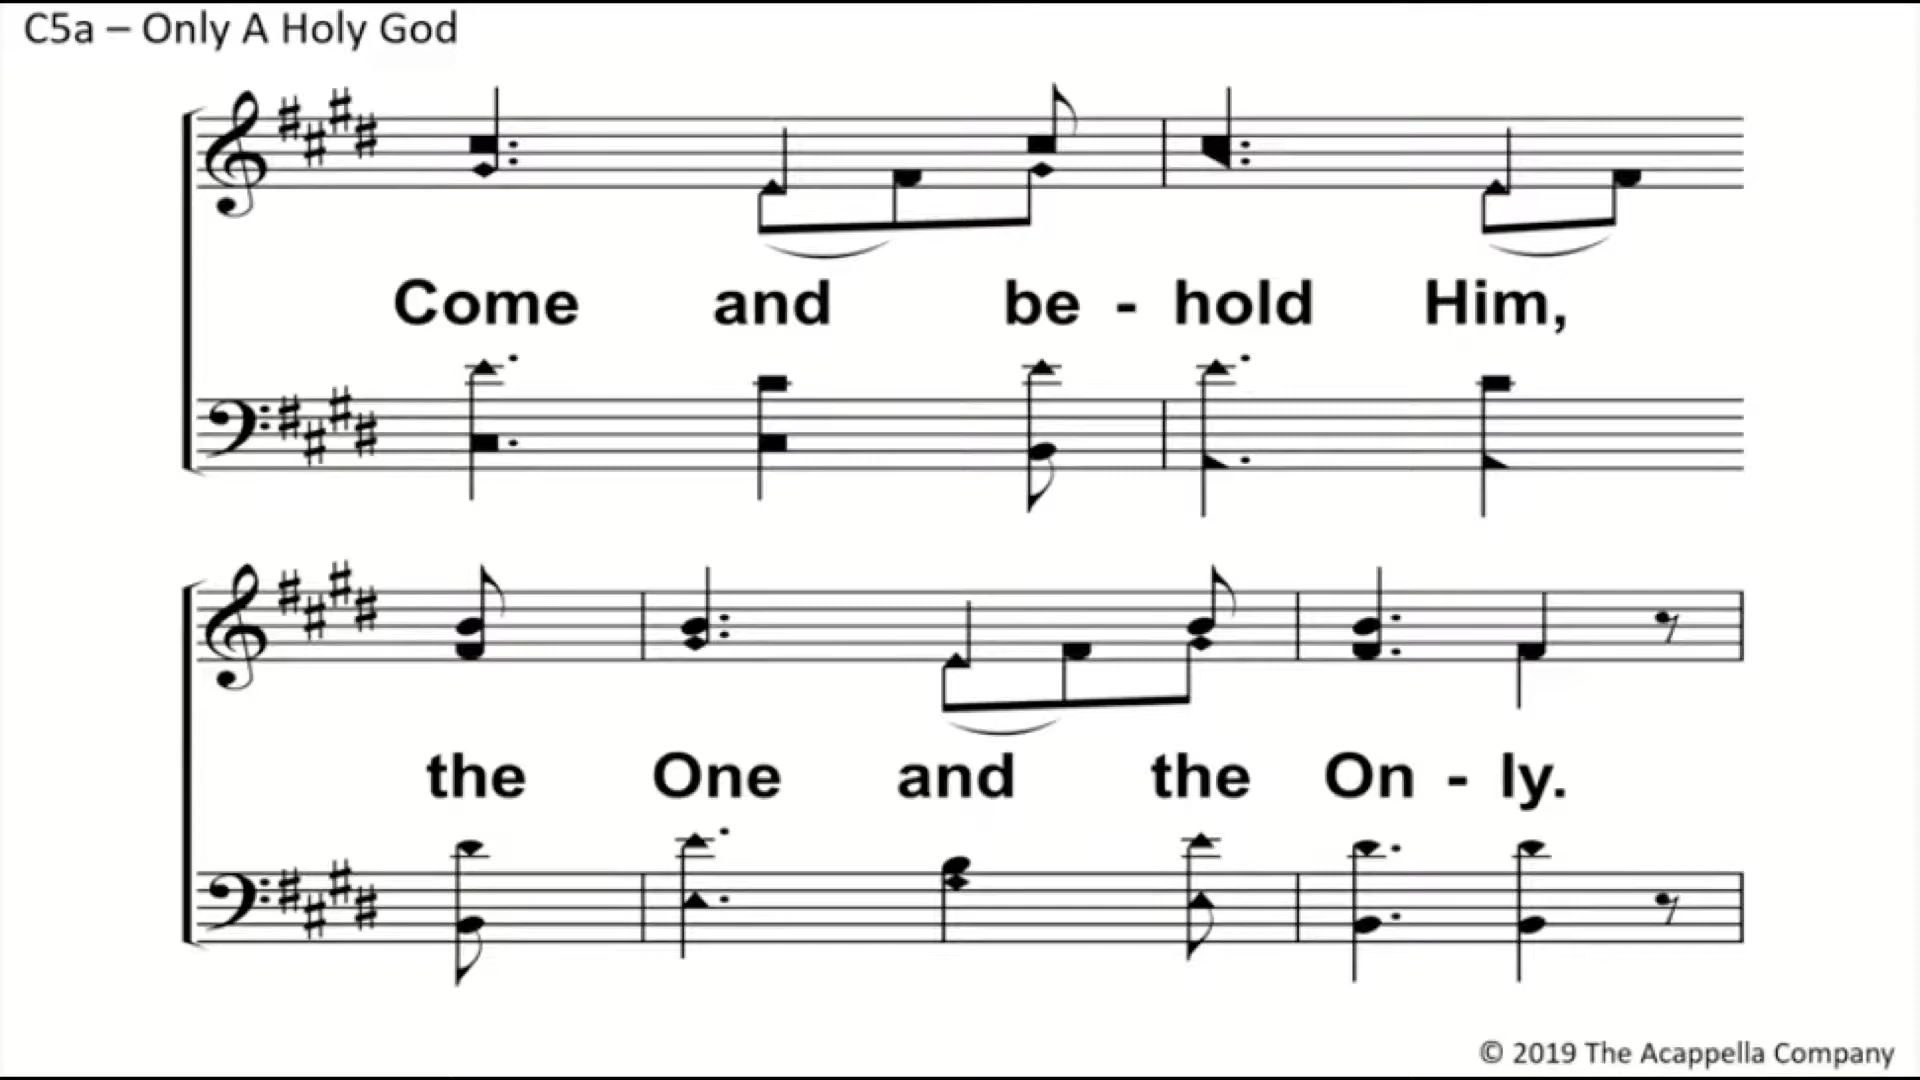 C5a – Only A Holy God
Come and be - hold Him,
the One and the On - ly.
© 2019 The Acappella Company